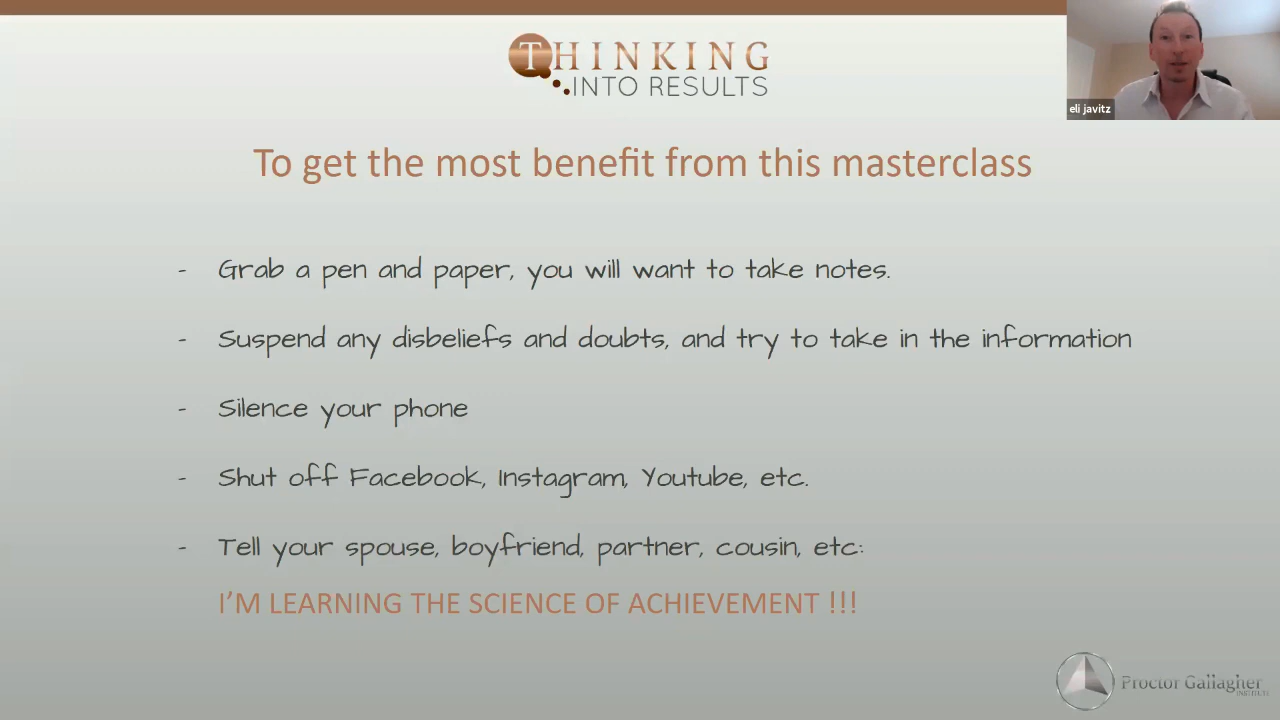 THINKING
INTO RESULTS
eli javitz
To get the most benefit from this masterclass
- Grab a pen and paper, you will want to take notes.
- Suspend any disbeliefs and doubts, and try to take in the information
- Silence your phone
- Shut off Facebook, Instagram, Youtube, etc.
- Tell your spouse, boyfriend, partner, cousin, etc:
I'M LEARNING THE SCIENCE OF ACHIEVEMENT !!!
Proctor Gallagher
INSTITUTE